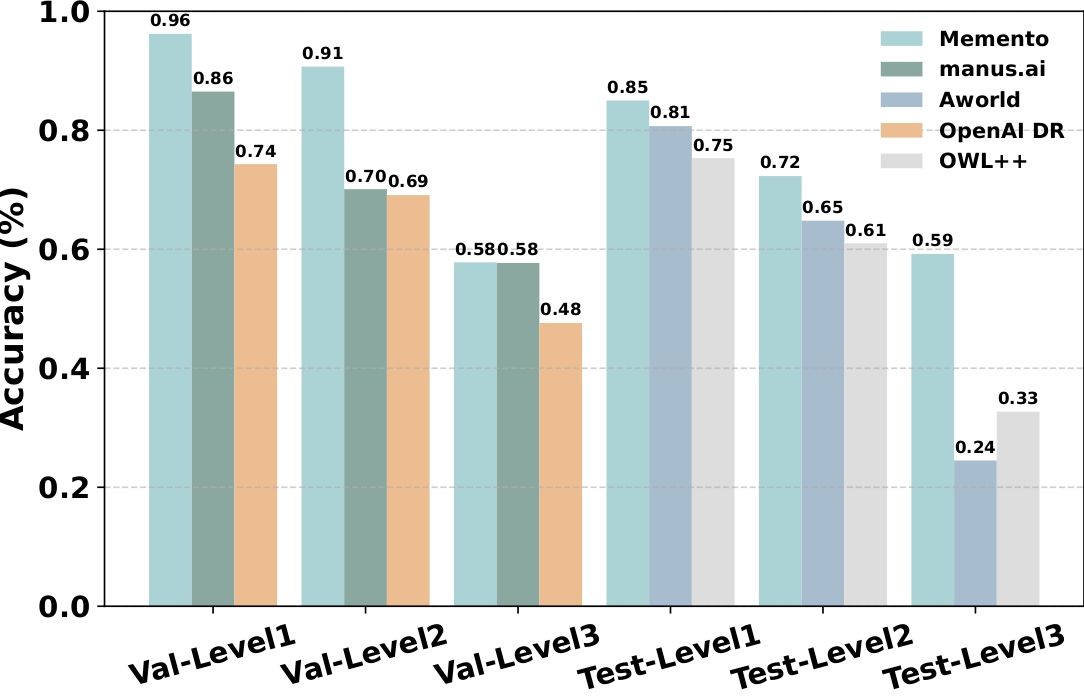 Accuracy (%)
1.0
0.8
0.6
0.4
0.2
0.0
0.96
0.86
0.74
0.91
0.70
0.69
0.58
0.58
0.48
0.85
0.81
0.75
0.72
0.65
0.61
0.59
0.24
0.33
Memento
manus.ai
Aworld
OpenAI DR
OWL++
Val-Level1
Val-Level2
Val-Level3
Test-Level1
Test-Level2
Test-Level3